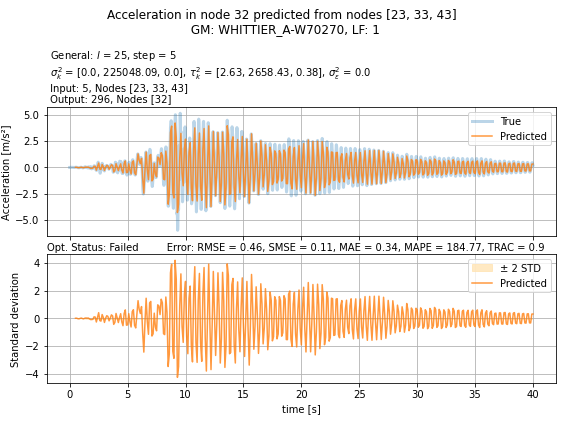 Acceleration in node 32 predicted from nodes [23, 33, 43]
GM: WHITTIER_A-W70270, LF: 1
General: l = 25, step = 5
σ²ₖ = [0.0, 225048.09, 0.0], τ²ₖ = [2.63, 2658.43, 0.38], σ²ε = 0.0
Input: 5, Nodes [23, 33, 43]
Output: 296, Nodes [32]
5.0
2.5
0.0
−2.5
−5.0
Acceleration [m/s²]
True
Predicted
Opt. Status: Failed
Error: RMSE = 0.46, SMSE = 0.11, MAE = 0.34, MAPE = 184.77, TRAC = 0.9
4
2
0
−2
−4
Standard deviation
± 2 STD
Predicted
0 5 10 15 20 25 30 35 40
time [s]